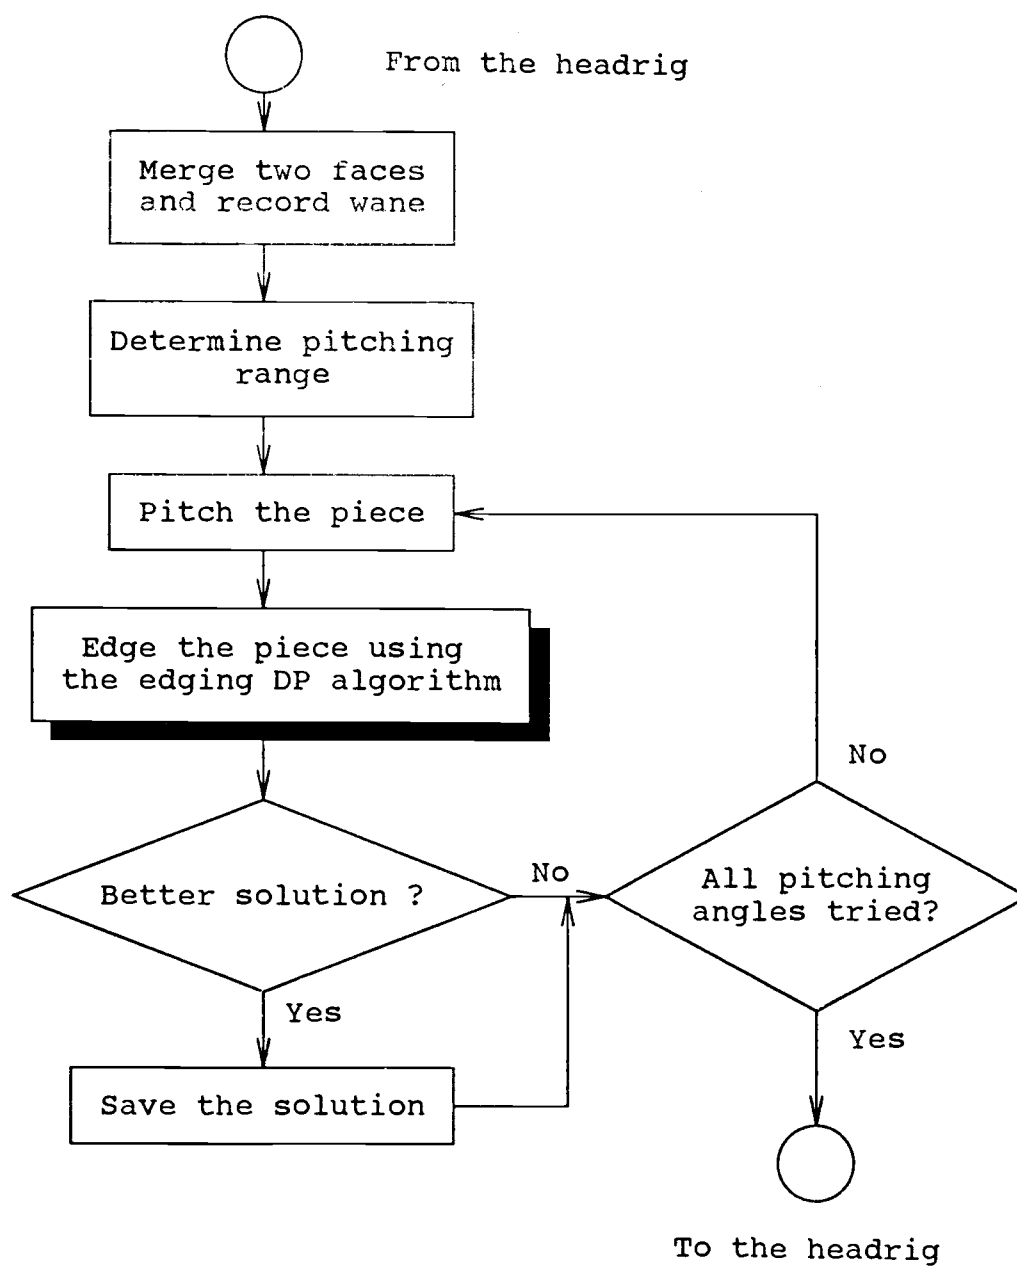 From the headrig
Merge two faces
and record wane
Determine pitching
range
Pitch the piece
Edge the piece using
the edging DP algorithm
No
Better solution ?
No
All pitching
angles tried?
Yes
Yes
Save the solution
To the headrig